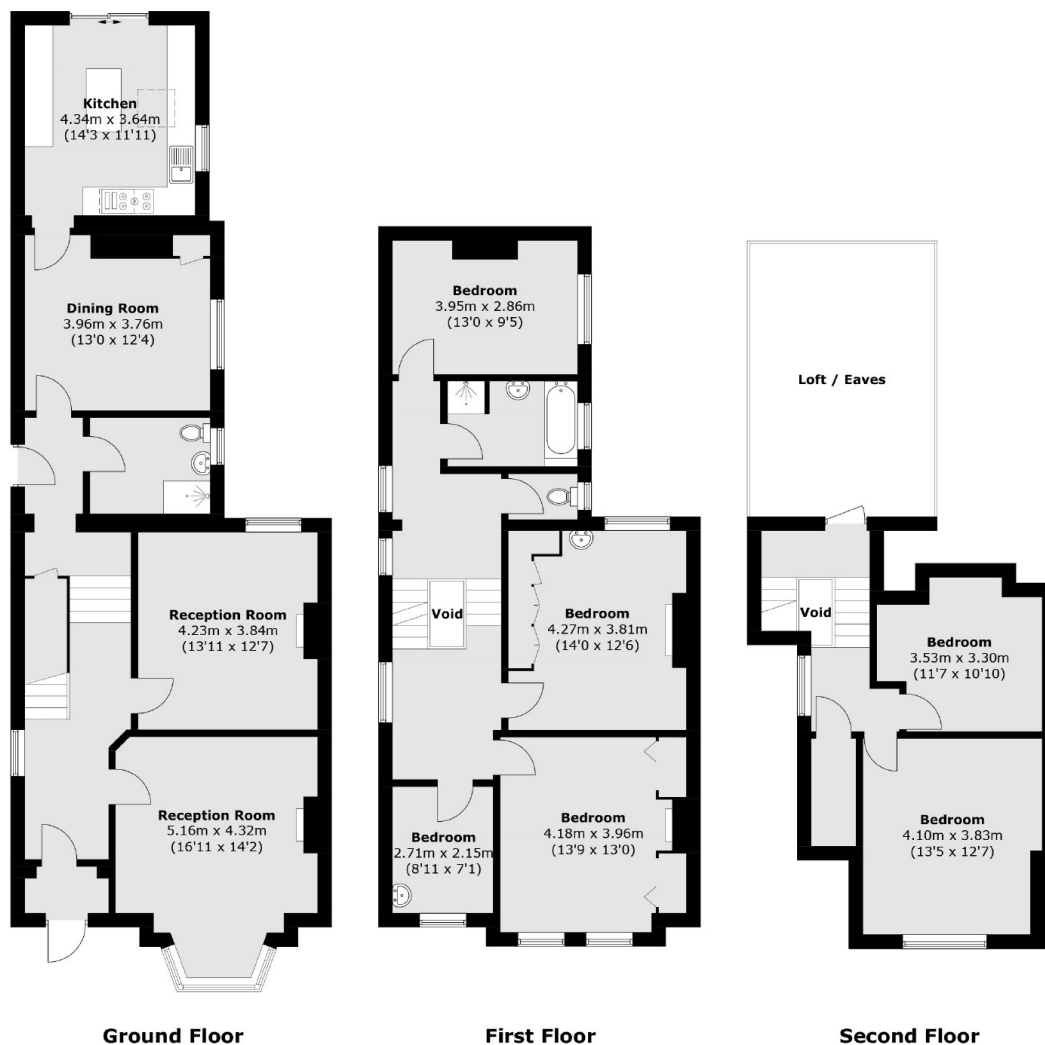 Kitchen
4.34m x 3.64m
(14'3 x 11'11)
Dining Room
3.96m x 3.76m
(13'0 x 12'4)
Reception Room
4.23m x 3.84m
(13'11 x 12'7)
Reception Room
5.16m x 4.32m
(16'11 x 14'2)
Ground Floor
Bedroom
3.95m x 2.86m
(13'0 x 9'5)
Void
Bedroom
4.27m x 3.81m
(14'0 x 12'6)
Bedroom
2.71m x 2.15m
(8'11 x 7'1)
Bedroom
4.18m x 3.96m
(13'9 x 13'0)
First Floor
Loft / Eaves
Void
Bedroom
3.53m x 3.30m
(11'7 x 10'10)
Bedroom
4.10m x 3.83m
(13'5 x 12'7)
Second Floor